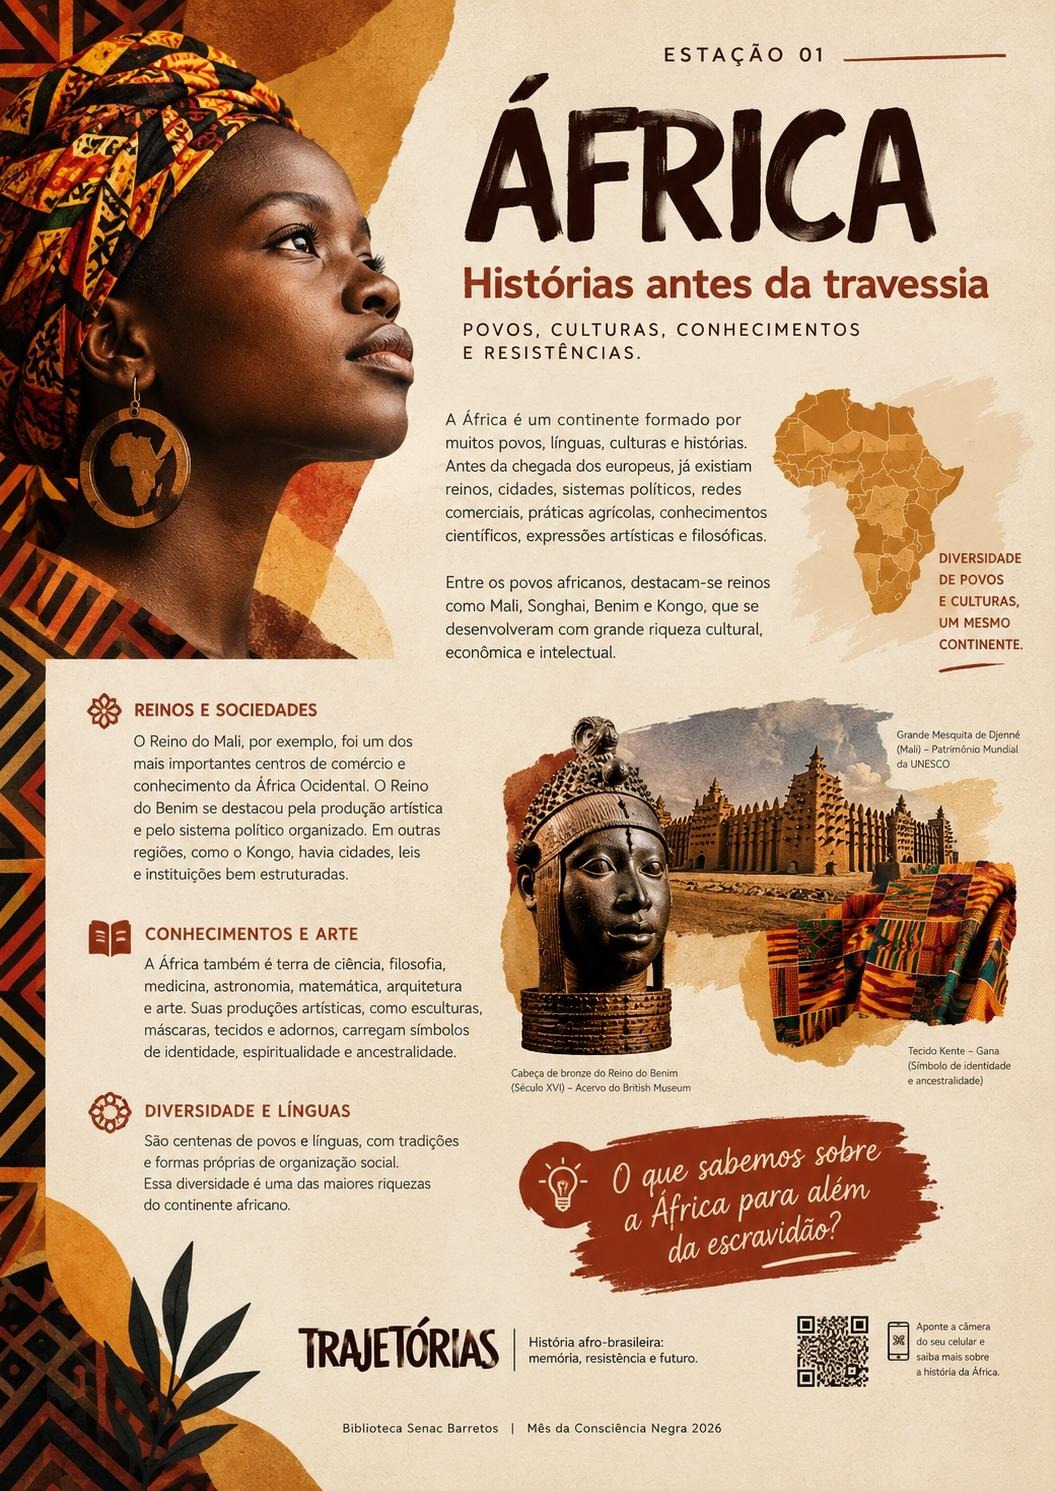 ESTAÇÃO 01
ÁFRICA
Histórias antes da travessia
POVOS, CULTURAS, CONHECIMENTOS
E RESISTÊNCIAS.
A África é um continente formado por
muitos povos, línguas, culturas e histórias.
Antes da chegada dos europeus, já existiam
reinos, cidades, sistemas políticos, redes
comerciais, práticas agrícolas, conhecimentos
científicos, expressões artísticas e filosóficas.
Entre os povos africanos, destacam-se reinos
como Mali, Songhai, Benim e Kongo, que se
desenvolveram com grande riqueza cultural,
econômica e intelectual.
DIVERSIDADE
DE POVOS
E CULTURAS,
UM MESMO
CONTINENTE.
REINOS E SOCIEDADES
O Reino do Mali, por exemplo, foi um dos
mais importantes centros de comércio e
conhecimento da África Ocidental. O Reino
do Benim se destacou pela produção artística
e pelo sistema político organizado. Em outras
regiões, como o Kongo, havia cidades, leis
e instituições bem estruturadas.
CONHECIMENTOS E ARTE
A África também é terra de ciência, filosofia,
medicina, astronomia, matemática, arquitetura
e arte. Suas produções artísticas, como esculturas,
máscaras, tecidos e adornos, carregam símbolos
de identidade, espiritualidade e ancestralidade.
DIVERSIDADE E LÍNGUAS
São centenas de povos e línguas, com tradições
e formas próprias de organização social.
Essa diversidade é uma das maiores riquezas
do continente africano.
Grande Mesquita de Djenné
(Mali) – Patrimônio Mundial
da UNESCO
Cabeça de bronze do Reino do Benim
(Século XVI) – Acervo do British Museum
Tecido Kente – Gana
(Símbolo de identidade
e ancestralidade)
O que sabemos sobre
a África para além
da escravidão?
TRAJETÓRIAS
História afro-brasileira:
memória, resistência e futuro.
Aponte a câmera
do seu celular e
saiba mais sobre
a história da África.
Biblioteca Senac Barretos | Mês da Consciência Negra 2026